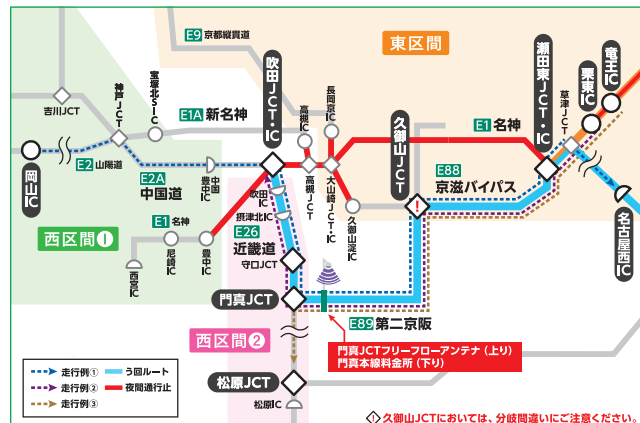 E9 京都縦貫道
東区間
吉川JCT
神戸JCT
宝塚北SIC
E1A 新名神
吹田JCT・IC
高槻IC
長岡京IC
久御山JCT
E1 名神
瀬田東JCT・IC
草津JCT
栗東IC
竜王IC
岡山IC
E2 山陽道
E2A
中国道
中国豊中IC
高槻JCT
大山崎JCT・IC
久御山淀IC
E88
京滋バイパス
名古屋西IC
西区間❶
E1 名神
西宮IC
尼崎IC
豊中IC
吹田IC
摂津北IC
E26
近畿道
守口JCT
門真JCT
E89 第二京阪
西区間❷
門真JCTフリーフローアンテナ(上り)
門真本線料金所(下り)
走行例① う回ルート
走行例② 夜間通行止
走行例③
松原JCT
松原IC
! 久御山JCTにおいては、分岐間違いにご注意ください。